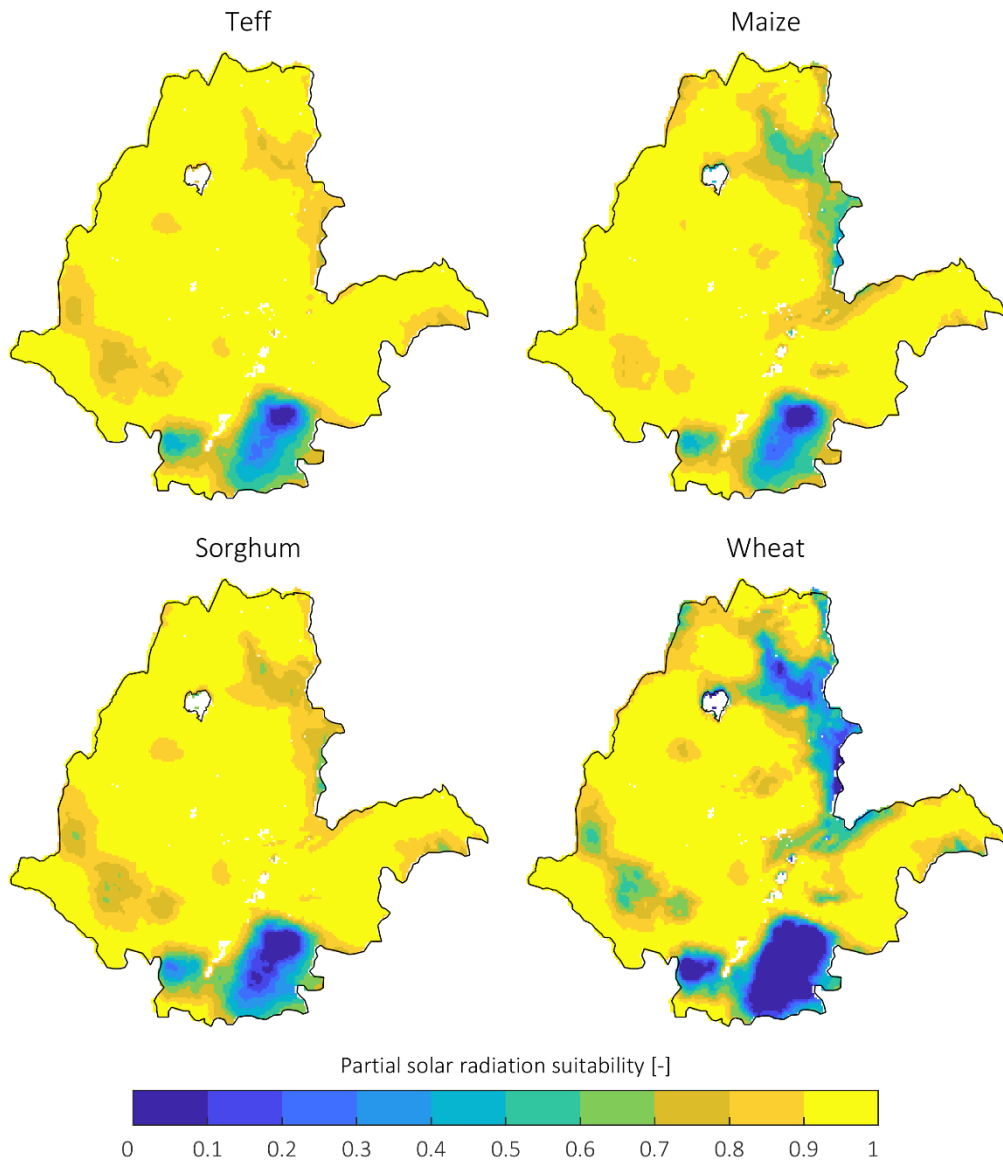 Teff Maize
Sorghum Wheat
Partial solar radiation suitability [-]
0 0.1 0.2 0.3 0.4 0.5 0.6 0.7 0.8 0.9 1